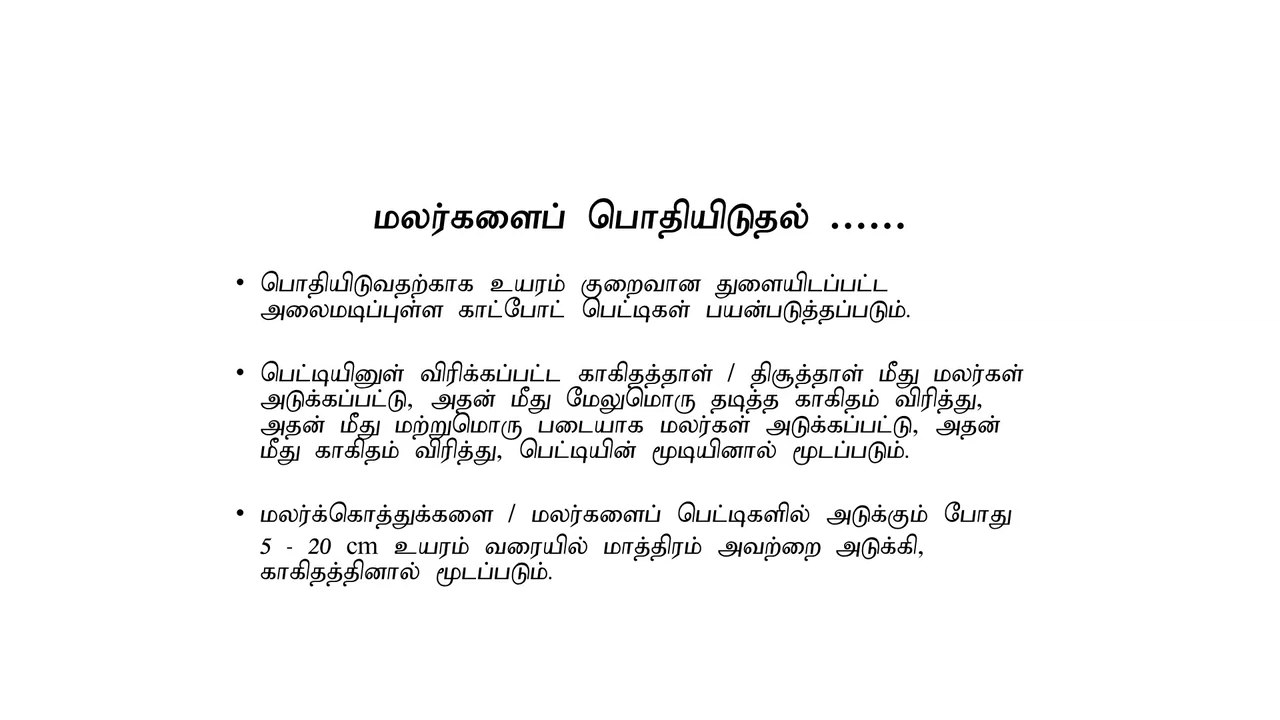 மலர்களைப் பொதியிடுதல் ......
• பொதியிடுவதற்காக உயரம் குறைவான துளையிடப்பட்ட
அலைமடிப்புள்ள காட்போட் பெட்டிகள் பயன்படுத்தப்படும்.
• பெட்டியினுள் விரிக்கப்பட்ட காகிதத்தாள் / திசூத்தாள் மீது மலர்கள்
அடுக்கப்பட்டு, அதன் மீது மேலுமொரு தடித்த காகிதம் விரித்து,
அதன் மீது மற்றுமொரு படையாக மலர்கள் அடுக்கப்பட்டு, அதன்
மீது காகிதம் விரித்து, பெட்டியின் மூடியினால் மூடப்படும்.
• மலர்க்கொத்துக்களை / மலர்களைப் பெட்டிகளில் அடுக்கும் போது
5 - 20 cm உயரம் வரையில் மாத்திரம் அவற்றை அடுக்கி,
காகிதத்தினால் மூடப்படும்.